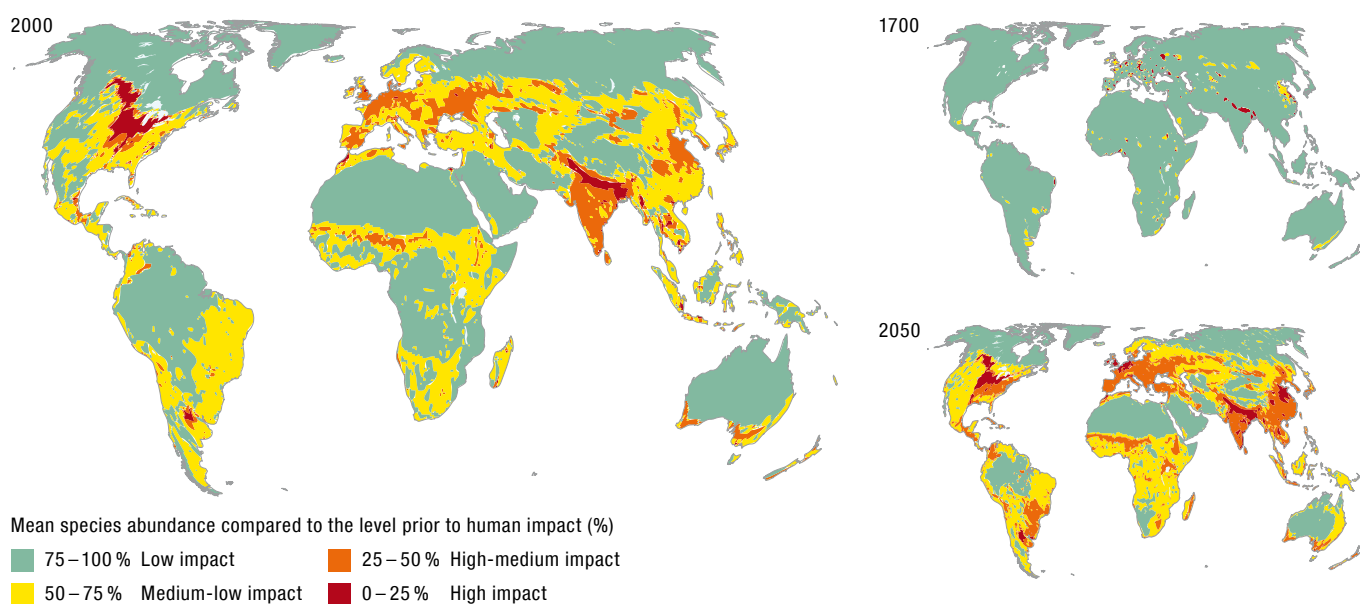 2000
1700
2050
Mean species abundance compared to the level prior to human impact (%)
75–100 % Low impact
25–50 % High-medium impact
50–75 % Medium-low impact
0–25 % High impact